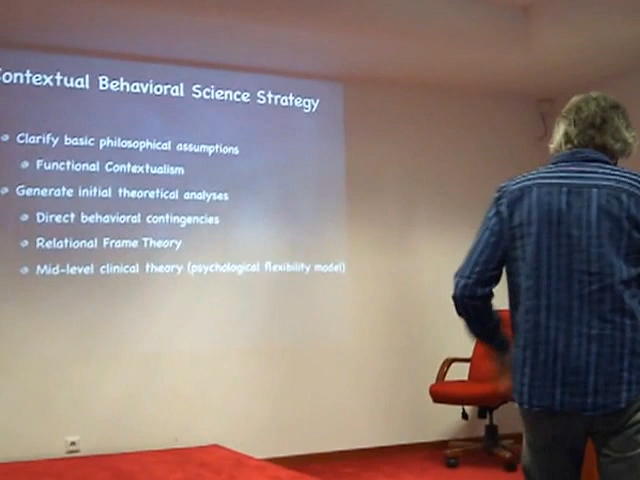 ontextual Behavioral Science Strategy
Clarify basic philosophical assumptions
Functional Contextualism
Generate initial theoretical analyses
Direct behavioral contingencies
Relational Frame Theory
Mid-level clinical theory (psychological flexibility model)